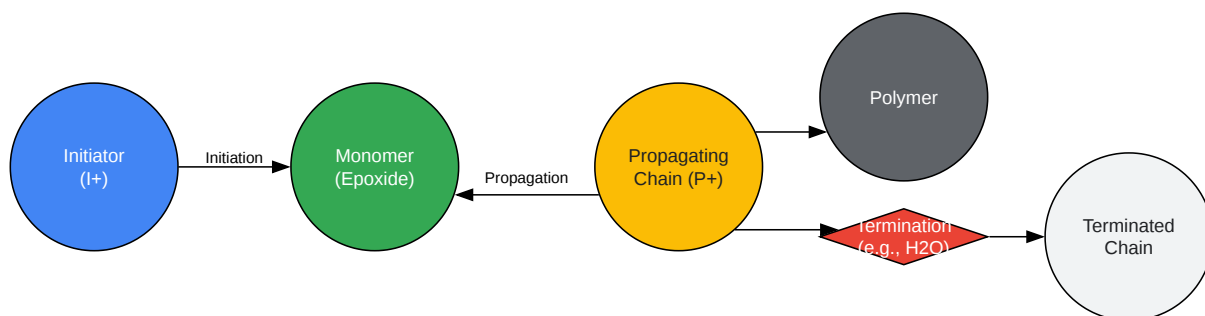 Initiator
(I+)
Initiation
Monomer
(Epoxide)
Propagation
Propagating
Chain (P+)
Polymer
Termination
(e.g., H2O)
Terminated
Chain